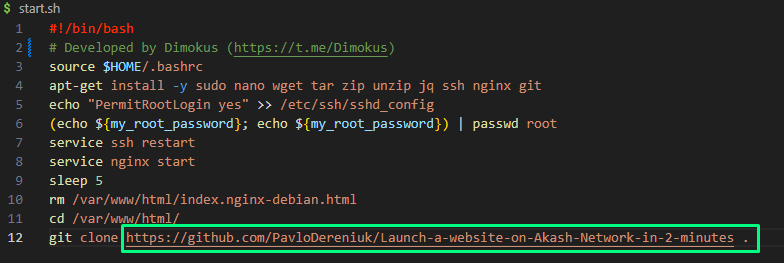 $ start.sh
1 #!/bin/bash
2 # Developed by Dimokus (https://t.me/Dimokus)
3 source $HOME/.bashrc
4 apt-get install -y sudo nano wget tar zip unzip jq ssh nginx git
5 echo "PermitRootLogin yes" >> /etc/ssh/sshd_config
6 (echo ${my_root_password}; echo ${my_root_password}) | passwd root
7 service ssh restart
8 service nginx start
9 sleep 5
10 rm /var/www/html/index.nginx-debian.html
11 cd /var/www/html/
12 git clone https://github.com/PavloDereniuk/Launch-a-website-on-Akash-Network-in-2-minutes .